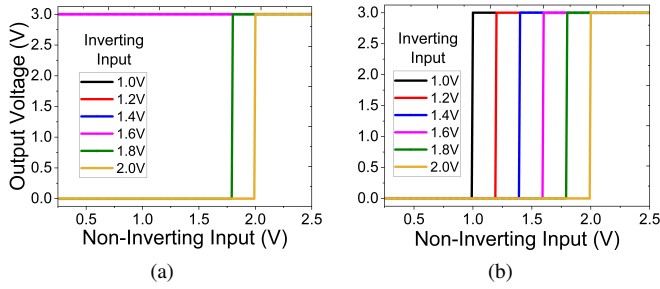 Output Voltage (V)
3.0
2.5
2.0
1.5
1.0
0.5
0.0
Inverting
Input
1.0V
1.2V
1.4V
1.6V
1.8V
2.0V
0.5 1.0 1.5 2.0 2.5
Non-Inverting Input (V)
(a)
3.0
2.5
2.0
1.5
1.0
0.5
0.0
Inverting
Input
1.0V
1.2V
1.4V
1.6V
1.8V
2.0V
0.5 1.0 1.5 2.0 2.5
Non-Inverting Input (V)
(b)